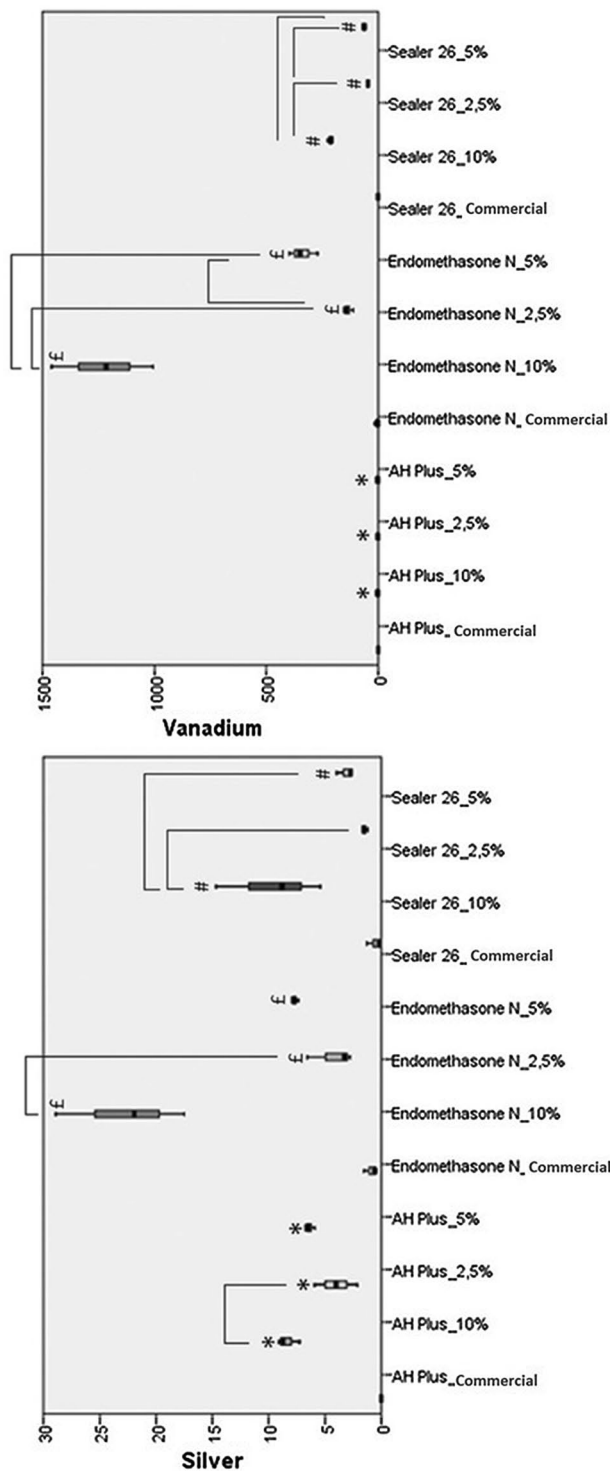 #
Sealer 26_5%
#
Sealer 26_2,5%
#
Sealer 26_10%
Sealer 26_ Commercial
£
Endomethasone N_5%
£
Endomethasone N_2,5%
£
Endomethasone N_10%
Endomethasone N_ Commercial
*
AH Plus_5%
*
AH Plus_2,5%
*
AH Plus_10%
AH Plus_ Commercial
1500
1000
500
0
Vanadium
#
Sealer 26_5%
Sealer 26_2,5%
#
Sealer 26_10%
Sealer 26_ Commercial
£
Endomethasone N_5%
£
Endomethasone N_2,5%
£
Endomethasone N_10%
Endomethasone N_ Commercial
*
AH Plus_5%
*
AH Plus_2,5%
*
AH Plus_10%
AH Plus_Commercial
30
25
20
15
10
5
0
Silver